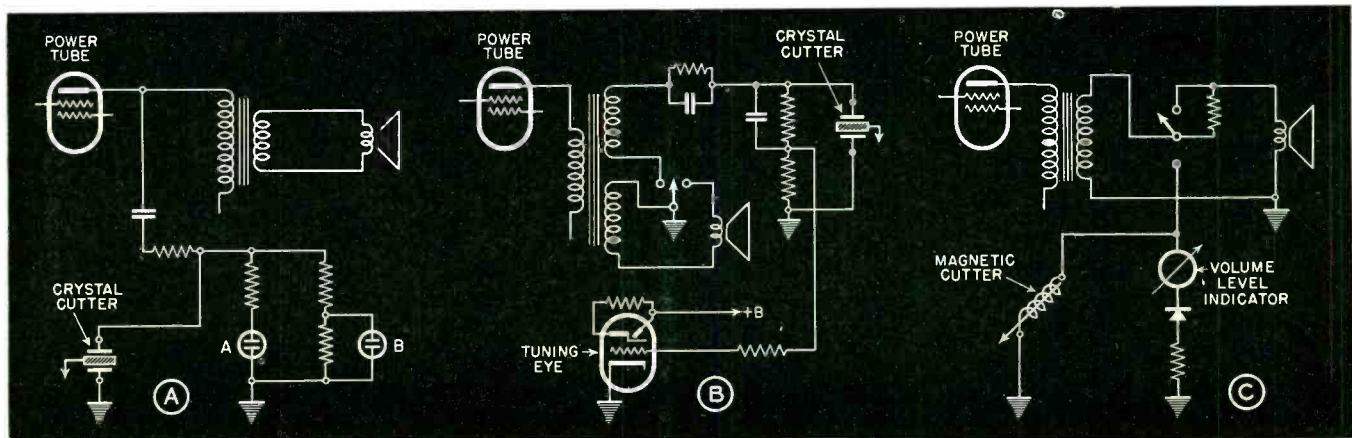 POWER
TUBE
CRYSTAL
CUTTER
A
B
A
POWER
TUBE
CRYSTAL
CUTTER
+B
TUNING
EYE
B
POWER
TUBE
MAGNETIC
CUTTER
VOLUME
LEVEL
INDICATOR
C